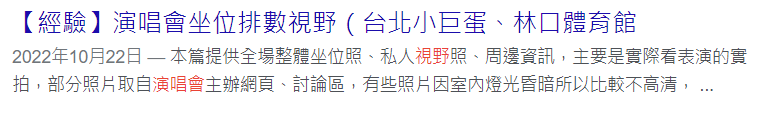 【經驗】演唱會坐位排數視野（台北小巨蛋、林口體育館
2022年10月22日 — 本篇提供全場整體坐位照、私人視野照、周邊資訊，主要是實際看表演的實
拍，部分照片取自演唱會主辦網頁、討論區，有些照片因室內燈光昏暗所以比較不高清， ...